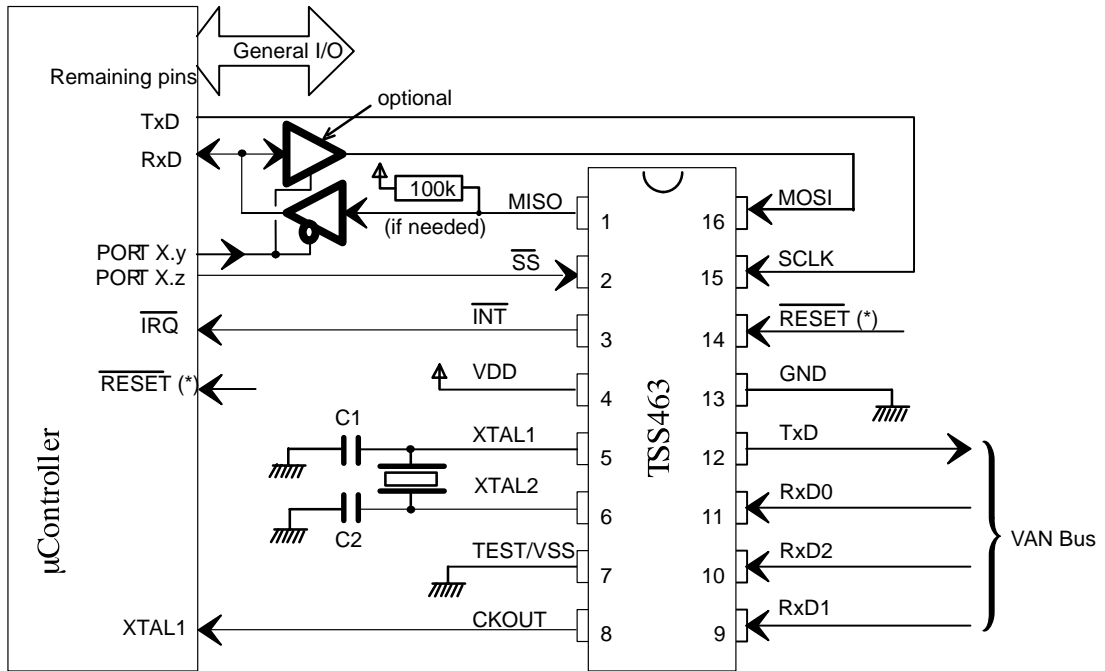 General I/O
Remaining pins
optional
TxD
RxD
100k
MISO
(if needed)
MOSI
1
16
PORT X.y
PORT X.z
SS
SCLK
2
15
IRQ
INT
RESET (*)
3
14
RESET (*)
VDD
GND
4
13
C1
XTAL1
TxD
5
12
XTAL2
RxD0
C2
6
11
VAN Bus
TEST/VSS
RxD2
7
10
XTAL1
CKOUT
RxD1
8
9
µController
TSS463